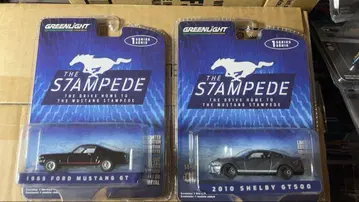 GREENLIGHT
THE
STAMPEDE
THE DRIVE HOME TO
THE MUSTANG STAMPEDE
1965 FORD MUSTANG GT
GREENLIGHT
THE
STAMPEDE
THE DRIVE HOME TO
THE MUSTANG STAMPEDE
2010 SHELBY GT500